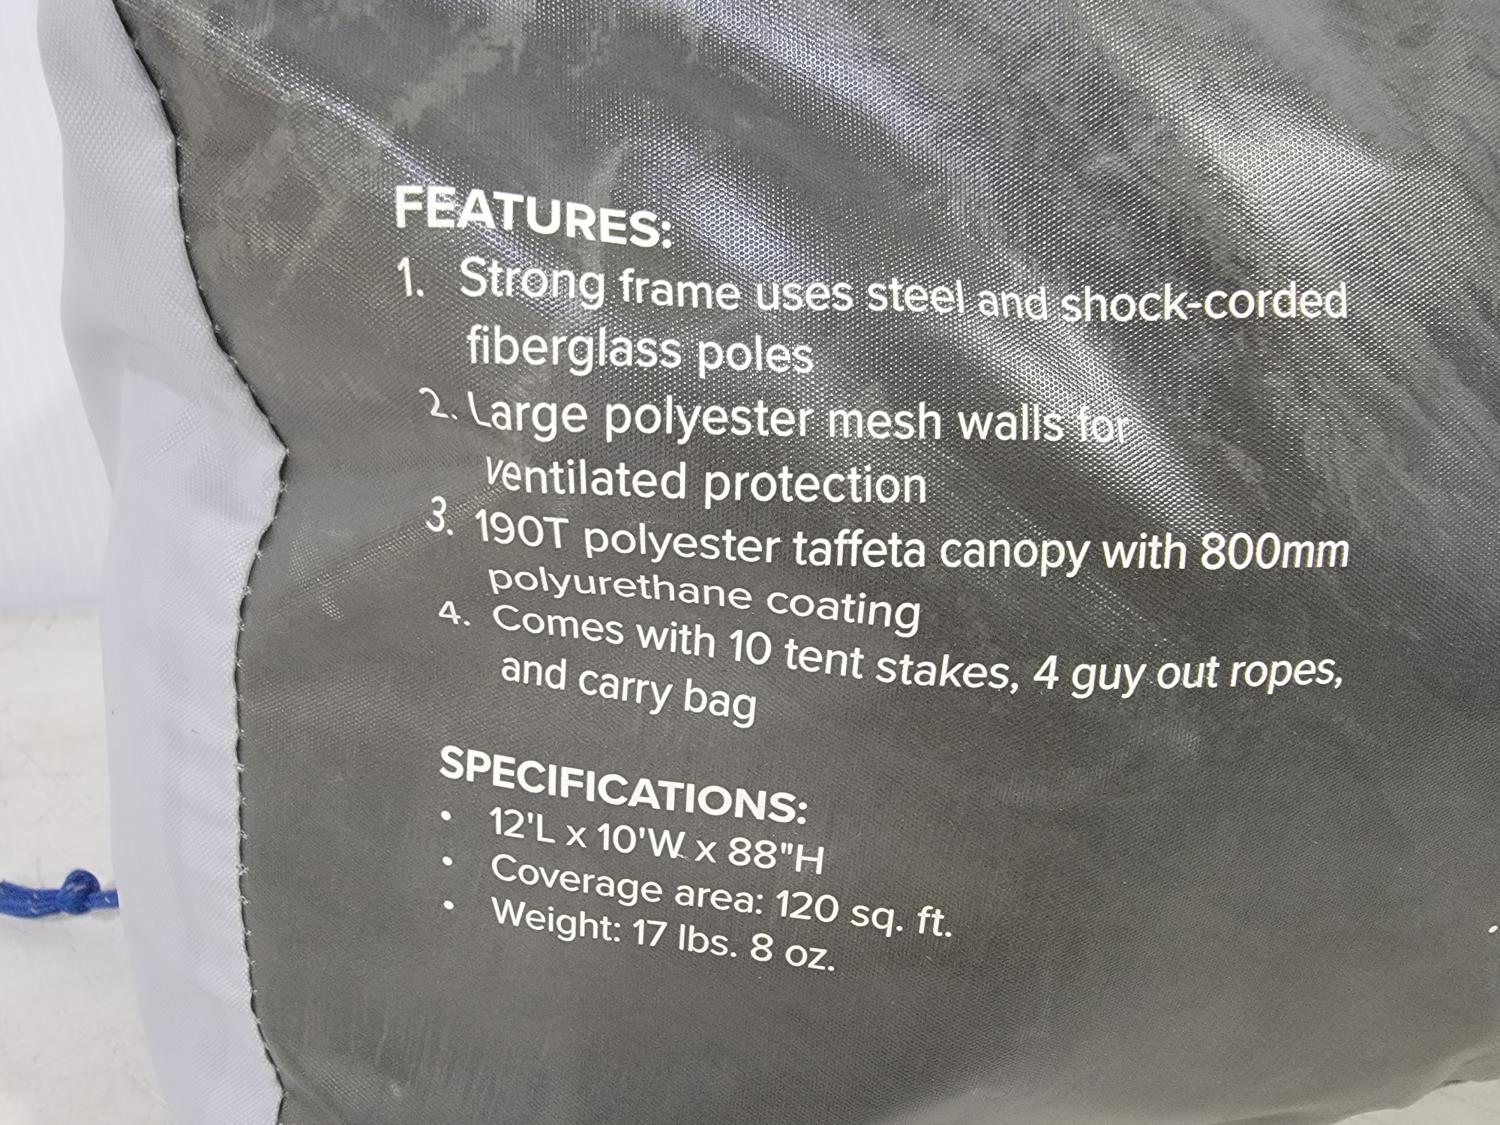 FEATURES:
1. Strong frame uses steel and shock-corded
fiberglass poles
2. Large polyester mesh walls for
ventilated protection
3. 190T polyester taffeta canopy with 800mm
polyurethane coating
4. Comes with 10 tent stakes, 4 guy out ropes,
and carry bag
SPECIFICATIONS:
• 12'L x 10'W x 88"H
• Coverage area: 120 sq. ft.
• Weight: 17 lbs. 8 oz.